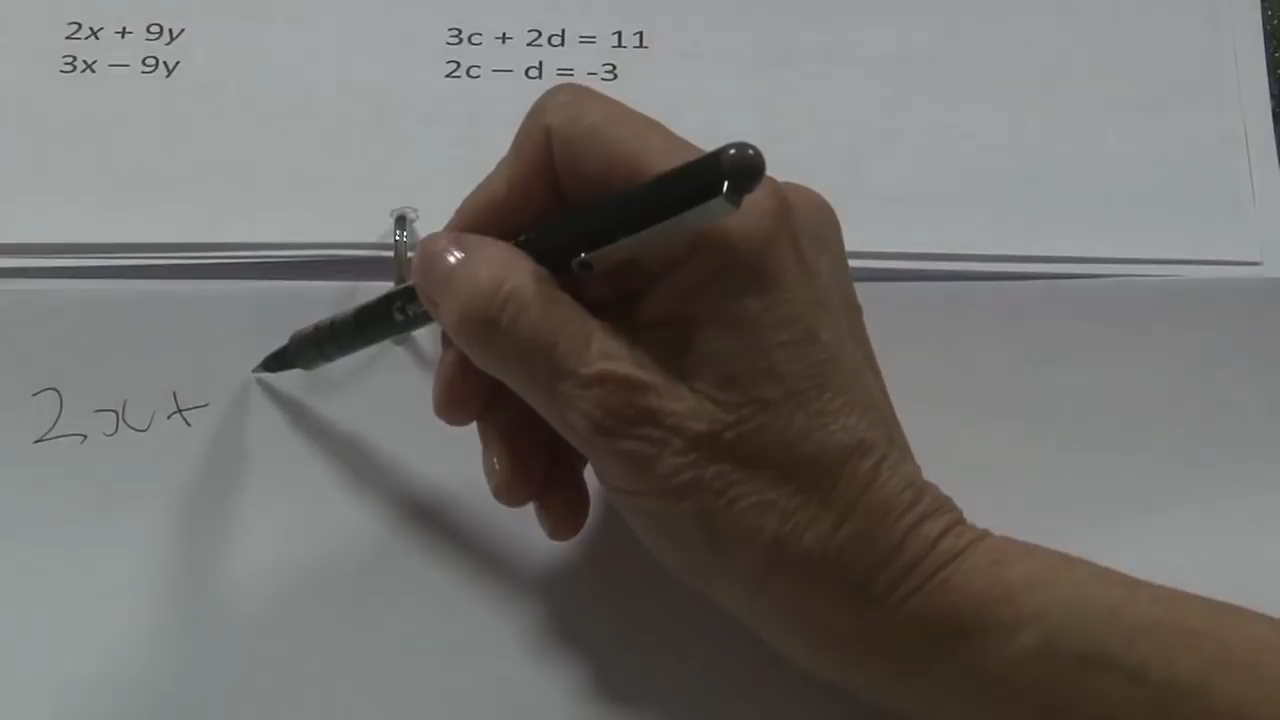 2x + 9y
3x – 9y
3c + 2d = 11
2c – d = -3
2x+